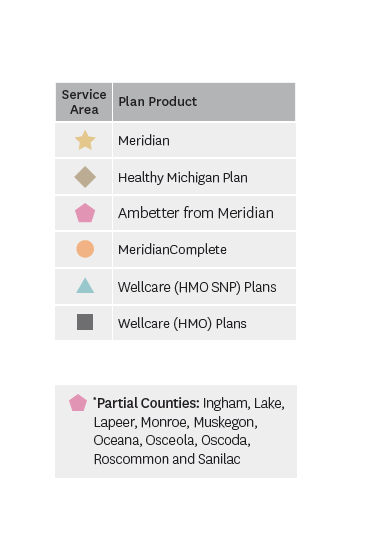 Service
Area
Plan Product
Meridian
Healthy Michigan Plan
Ambetter from Meridian
MeridianComplete
Wellcare (HMO SNP) Plans
Wellcare (HMO) Plans
*Partial Counties: Ingham, Lake,
Lapeer, Monroe, Muskegon,
Oceana, Osceola, Oscoda,
Roscommon and Sanilac